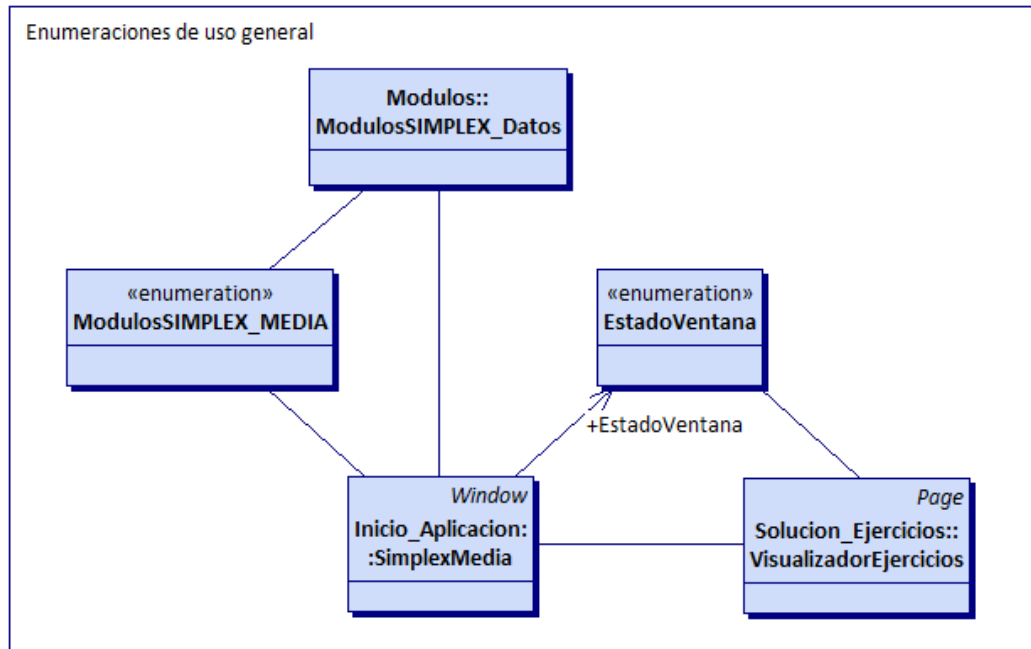 Enumeraciones de uso general
Modulos::
ModulosSIMPLEX_Datos
«enumeration»
ModulosSIMPLEX_MEDIA
«enumeration»
EstadoVentana
+EstadoVentana
Window
Inicio_Aplicacion:
:SimplexMedia
Page
Solucion_Ejercicios::
VisualizadorEjercicios